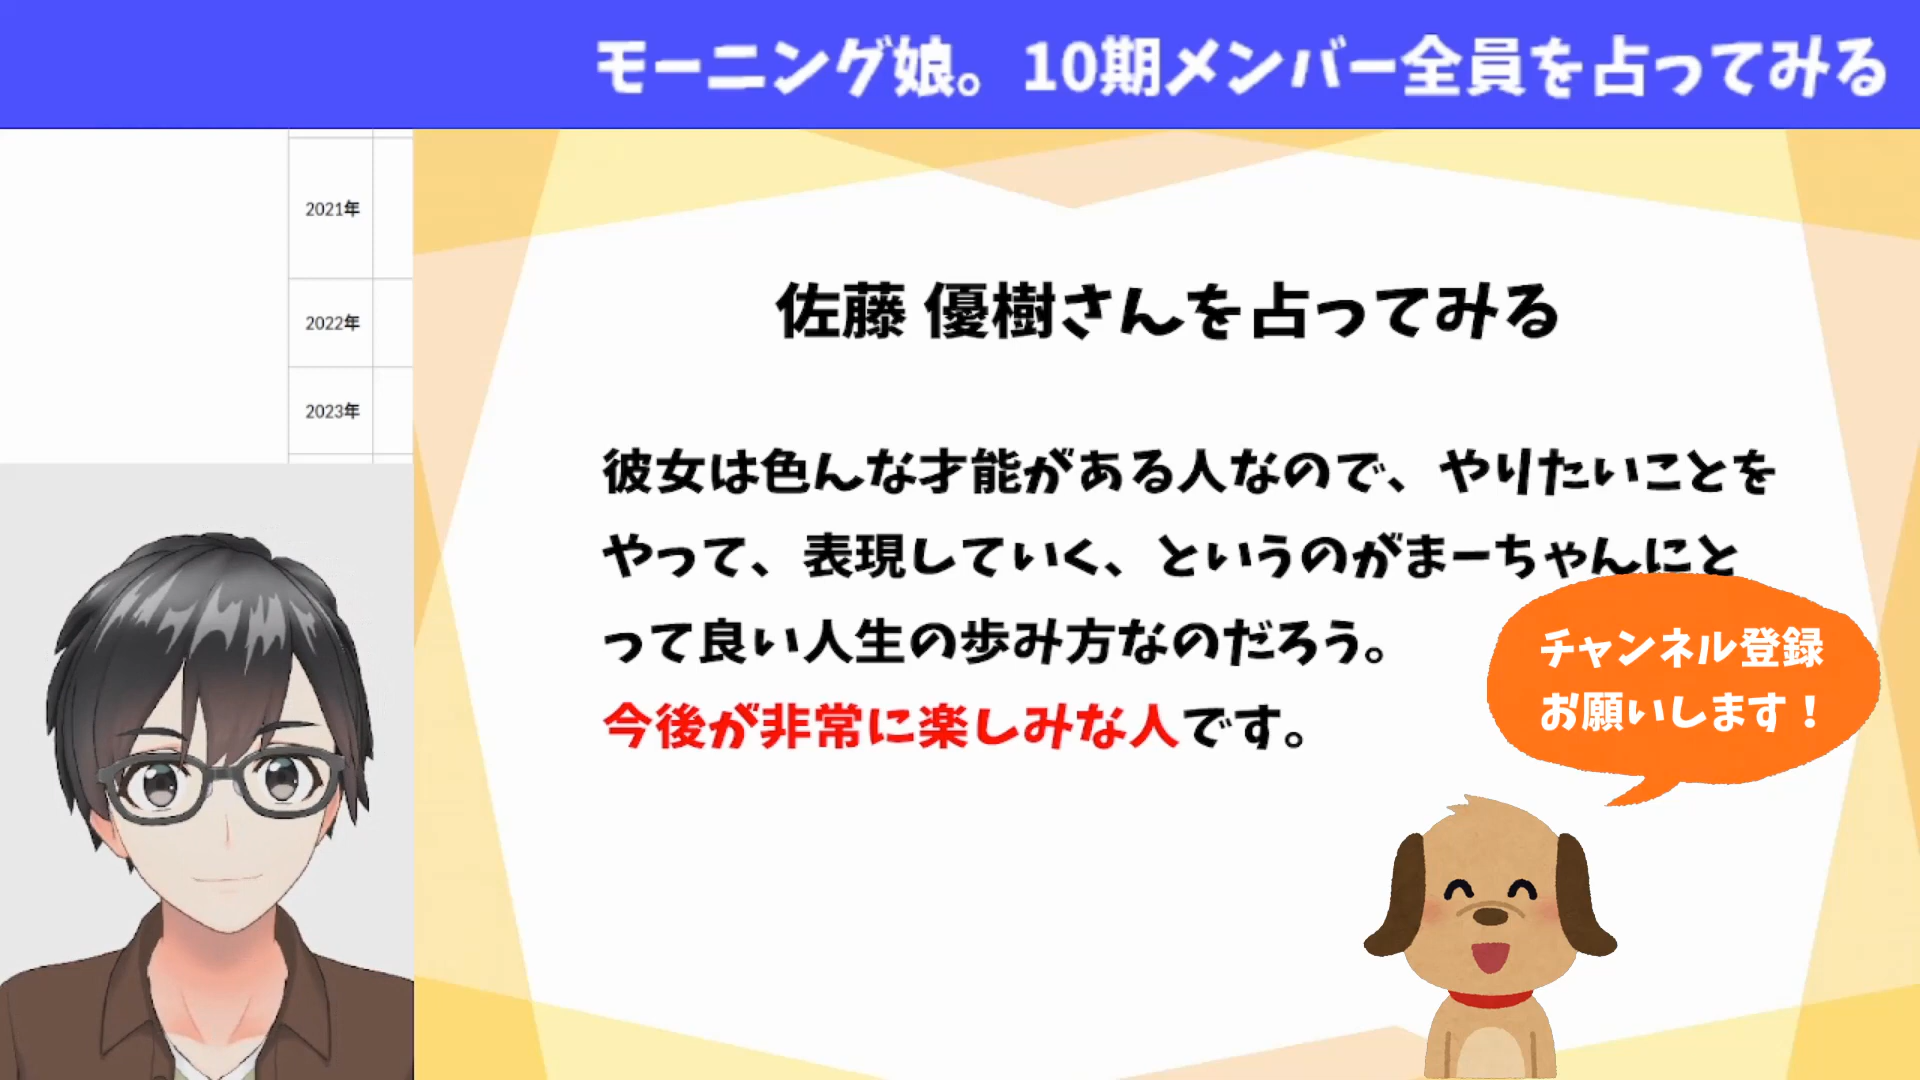 モーニング娘。10期メンバー全員を占ってみる
2021年
2022年
2023年
佐藤 優樹さんを占ってみる
彼女は色んな才能がある人なので、やりたいことを
やって、表現していく、というのがまーちゃんにと
って良い人生の歩み方なのだろう。
今後が非常に楽しみな人です。
チャンネル登録
お願いします！